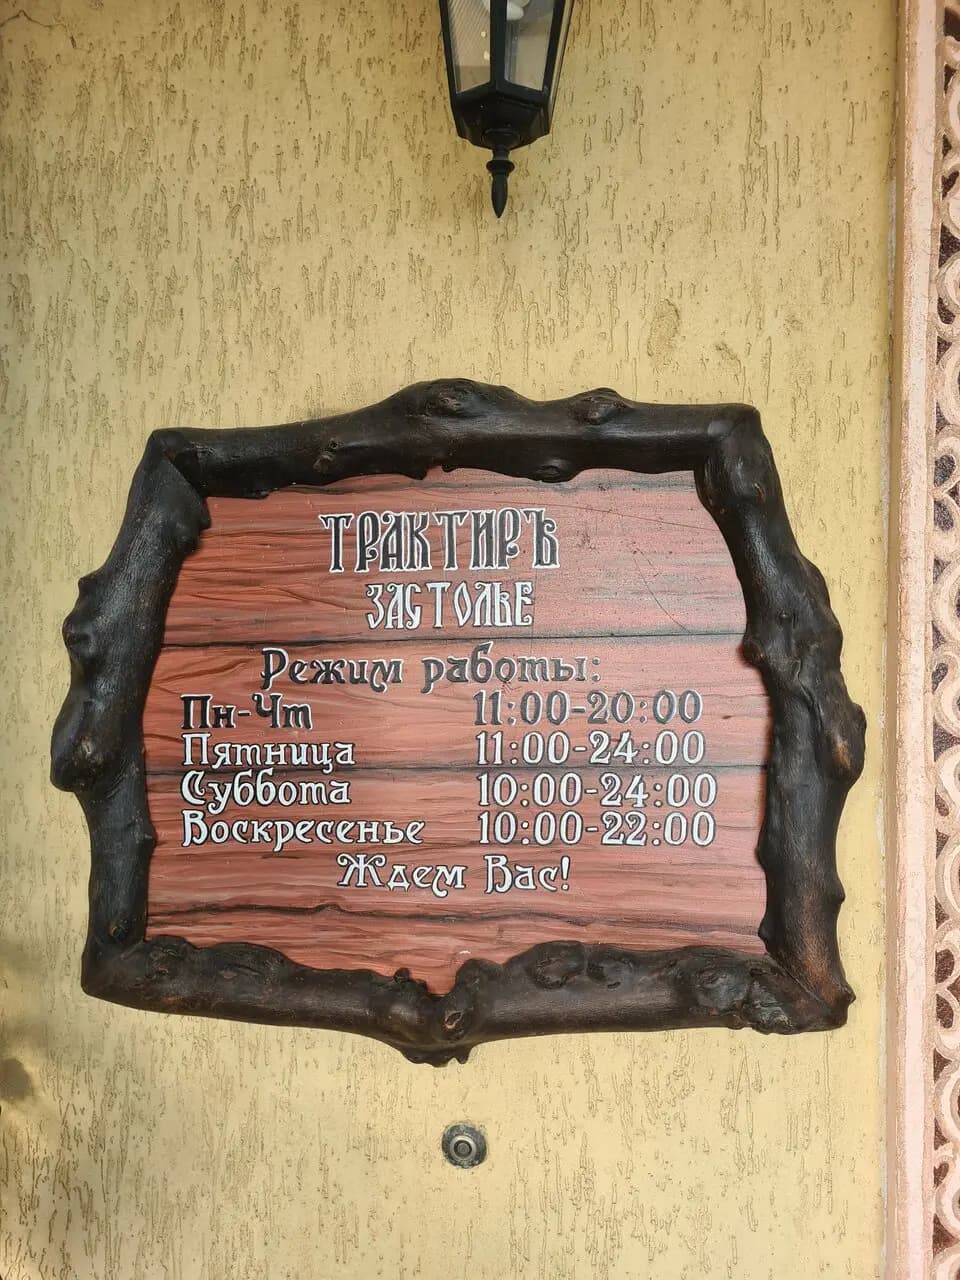 ТРАКТИРЪ
ЗАСТОЛЬЕ
Режим работы:
Пн-Чт 11:00-20:00
Пятница 11:00-24:00
Суббота 10:00-24:00
Воскресенье 10:00-22:00
Ждем Вас!